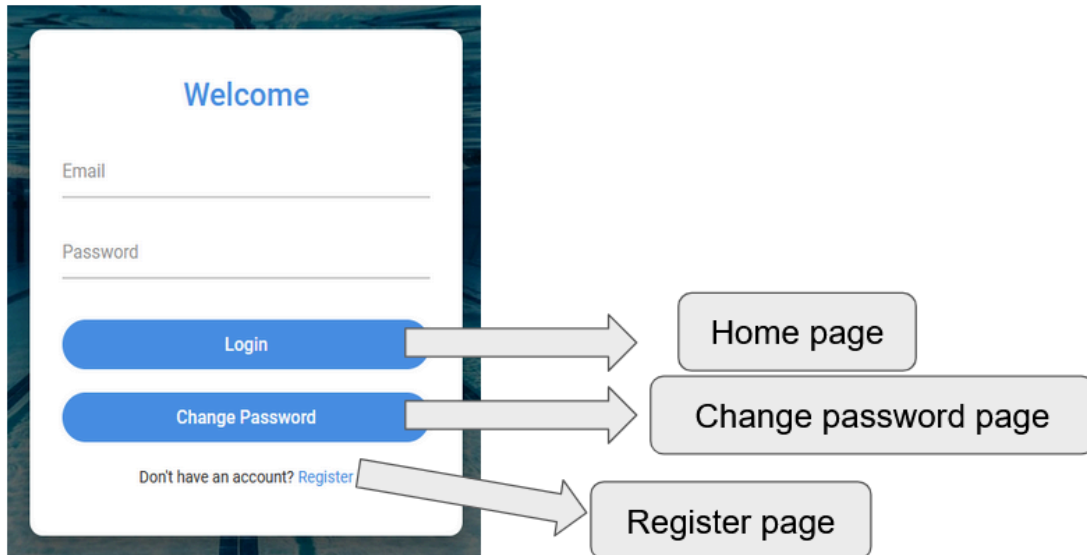 Welcome
Email
Password
Login
Home page
Change Password
Change password page
Don't have an account? Register
Register page